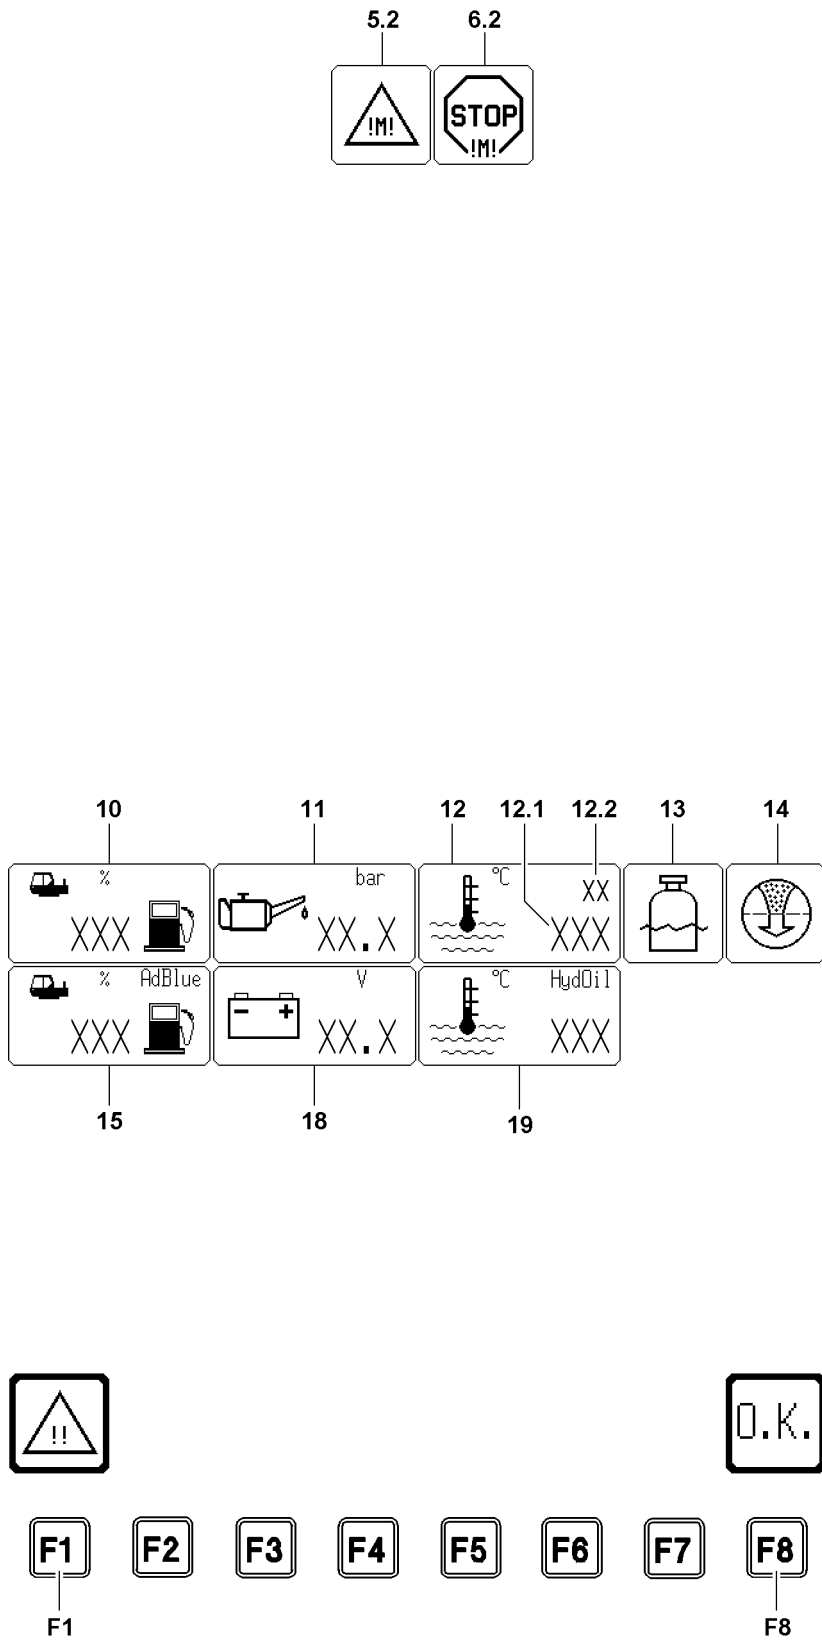 5.2 6.2
!M! STOP
!M!
10 11 12 12.1 12.2 13 14
% bar °C XX
XXX XX.X XXX
% AdBlue V °C HydOil
XXX - + XX.X XXX
15 18 19
!! O.K.
F1 F2 F3 F4 F5 F6 F7 F8
F1 F8